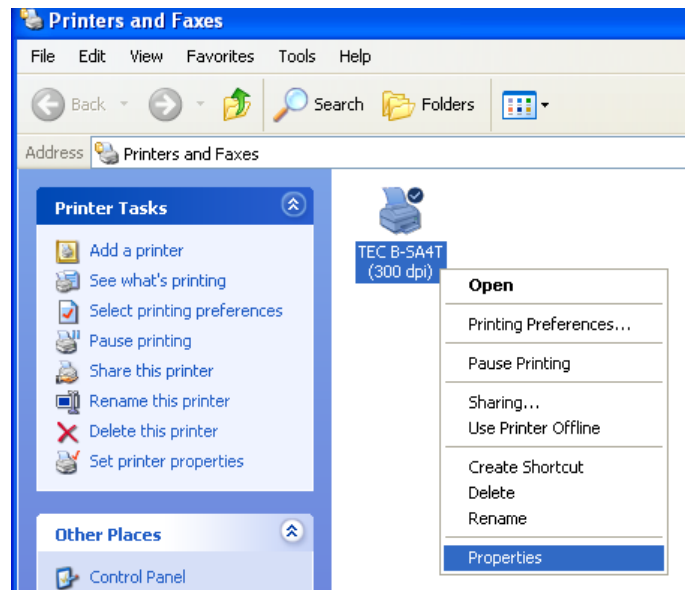 Printers and Faxes
File Edit View Favorites Tools Help
Back Search Folders
Address Printers and Faxes
Printer Tasks
Add a printer
See what's printing
Select printing preferences
Pause printing
Share this printer
Rename this printer
Delete this printer
Set printer properties
Other Places
Control Panel
TEC B-SA4T
(300 dpi)
Open
Printing Preferences...
Pause Printing
Sharing...
Use Printer Offline
Create Shortcut
Delete
Rename
Properties